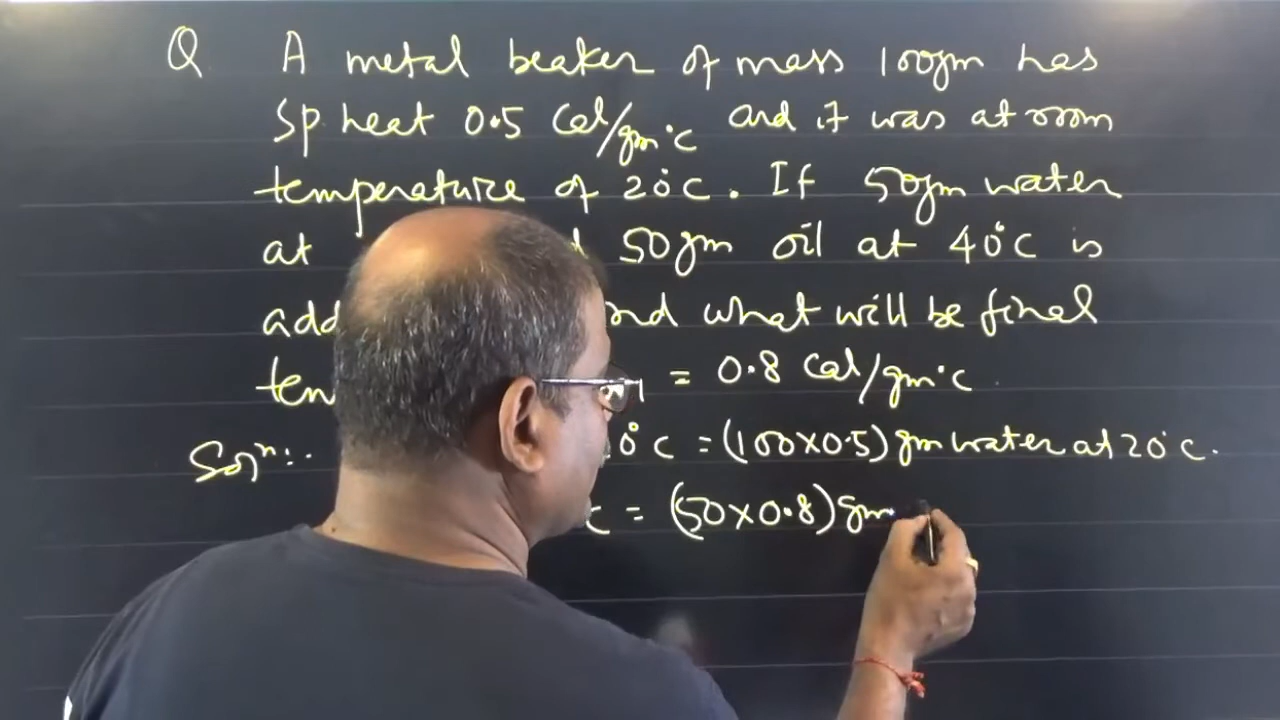 Q. A metal beaker of mass 100gm has
Sp. heat 0.5 Cal/gm°c and it was at room
temperature of 20°c. If 50gm water
at 50gm oil at 40°c is
what will be final
= 0.8 Cal/gm°c
Solⁿ:- 0°c = (100×0.5) gm water at 20°c.
c = (50×0.8) gm